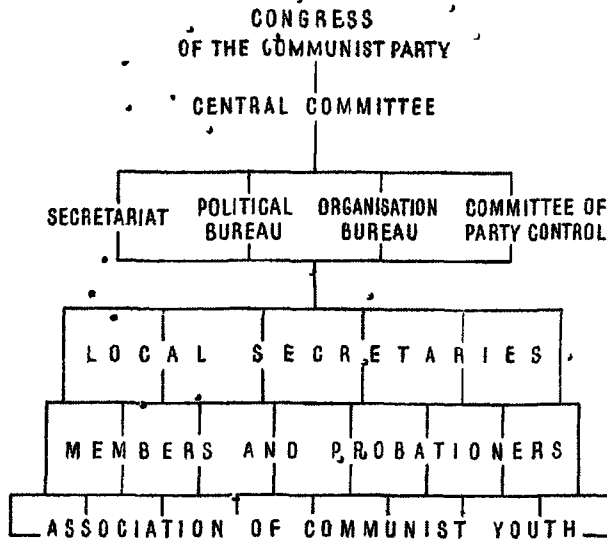 CONGRESS
OF THE COMMUNIST PARTY
CENTRAL COMMITTEE
SECRETARIAT
POLITICAL
BUREAU
ORGANISATION
BUREAU
COMMITTEE OF
PARTY CONTROL
LOCAL SECRETARIES
MEMBERS AND PROBATIONERS
ASSOCIATION OF COMMUNIST YOUTH